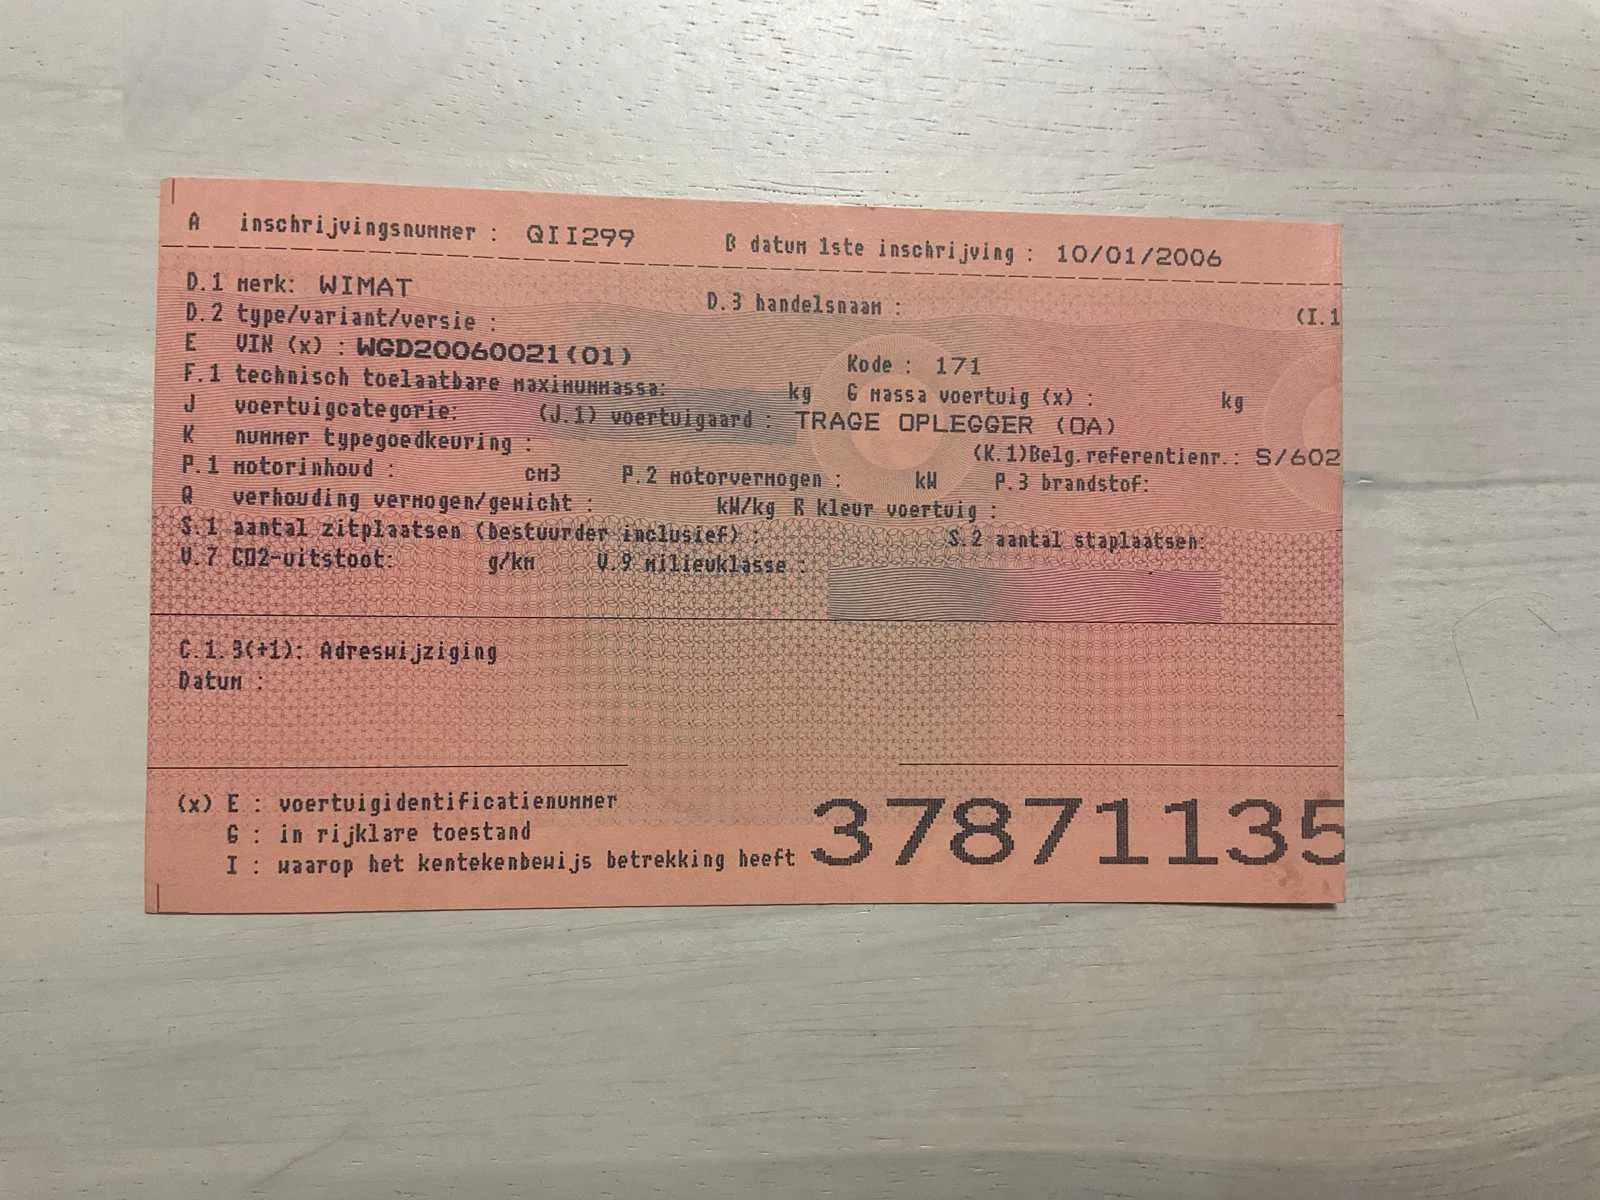 A inschrijvingsnummer : QII299 B datum 1ste inschrijving : 10/01/2006
D.1 merk: WIMAT D.3 handelsnaam : (I.1
D.2 type/variant/versie :
E VIN (x) : WGD20060021(01) Kode : 171
F.1 technisch toelaatbare maximummassa: kg G massa voertuig (x) : kg
J voertuigcategorie: (J.1) voertuigaard : TRAGE OPLEGGER (OA)
K nummer typegoedkeuring : (K.1)Belg.referentienr.: S/602
P.1 motorinhoud : cm3 P.2 motorvermogen : kW P.3 brandstof:
Q verhouding vermogen/gewicht : kW/kg R kleur voertuig :
S.1 aantal zitplaatsen (bestuurder inclusief) : S.2 aantal staplaatsen:
V.7 CO2-uitstoot: g/km V.9 milieuklasse :
C.1.3(+1): Adreswijziging
Datum :
(x) E : voertuigidentificatienummer
G : in rijklare toestand
I : waarop het kentekenbewijs betrekking heeft
37871135